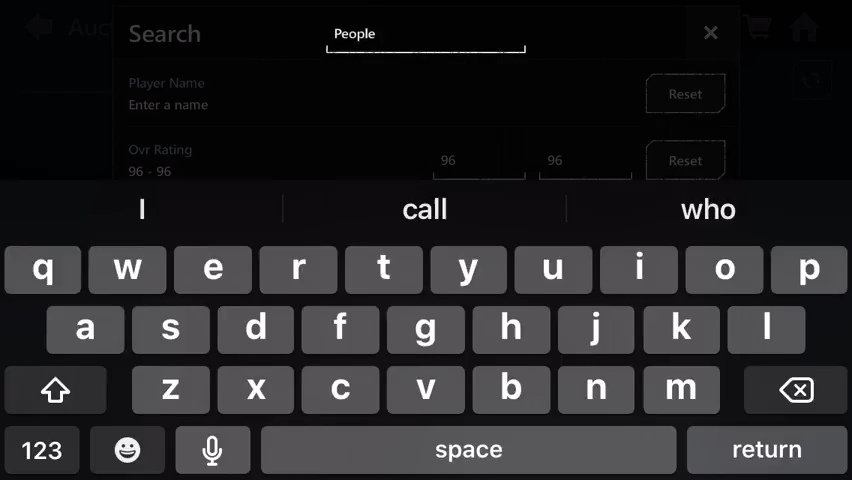 Auc
Search
People
Player Name
Enter a name
Reset
Ovr Rating
96 - 96
96
96
Reset
I
call
who
q w e r t y u i o p
a s d f g h j k l
z x c v b n m
123
space
return